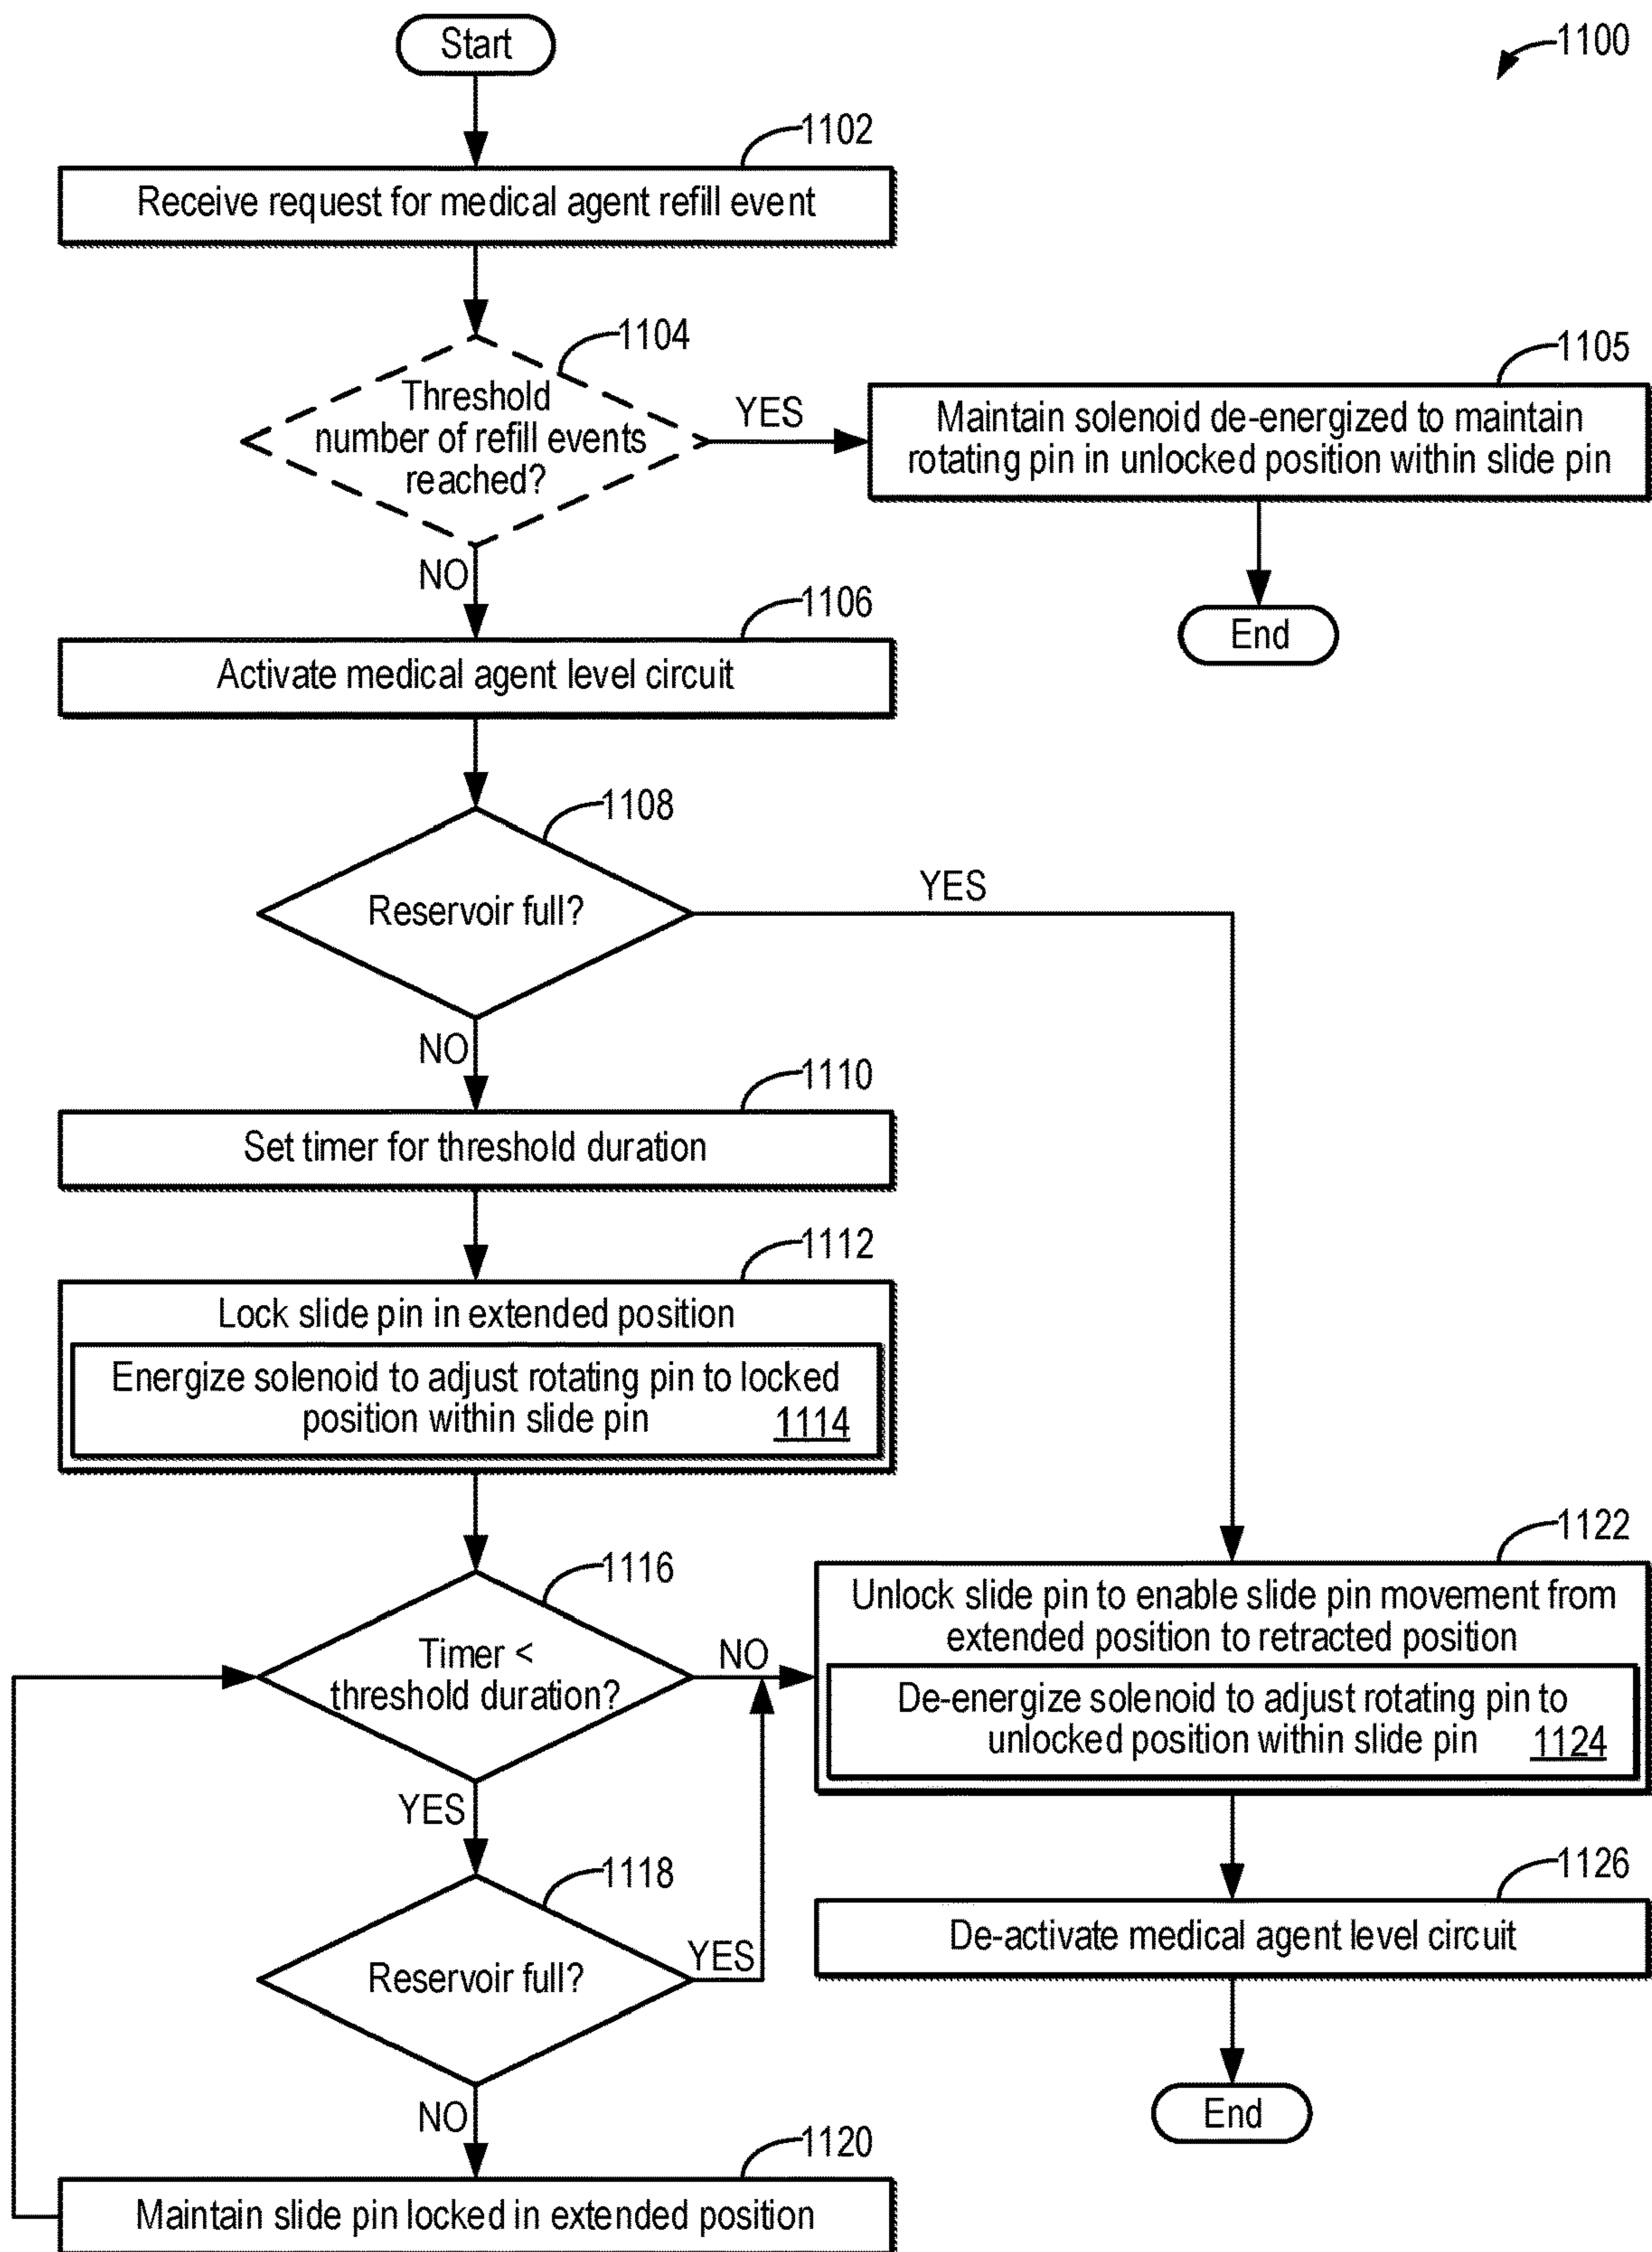 Start
1100
1102
Receive request for medical agent refill event
1104
Threshold
number of refill events
reached?
YES
1105
Maintain solenoid de-energized to maintain
rotating pin in unlocked position within slide pin
End
NO
1106
Activate medical agent level circuit
1108
Reservoir full?
YES
NO
1110
Set timer for threshold duration
1112
Lock slide pin in extended position
Energize solenoid to adjust rotating pin to locked
position within slide pin 1114
1116
Timer <
threshold duration?
NO
YES
1118
Reservoir full?
YES
NO
1120
Maintain slide pin locked in extended position
1122
Unlock slide pin to enable slide pin movement from
extended position to retracted position
De-energize solenoid to adjust rotating pin to
unlocked position within slide pin 1124
1126
De-activate medical agent level circuit
End